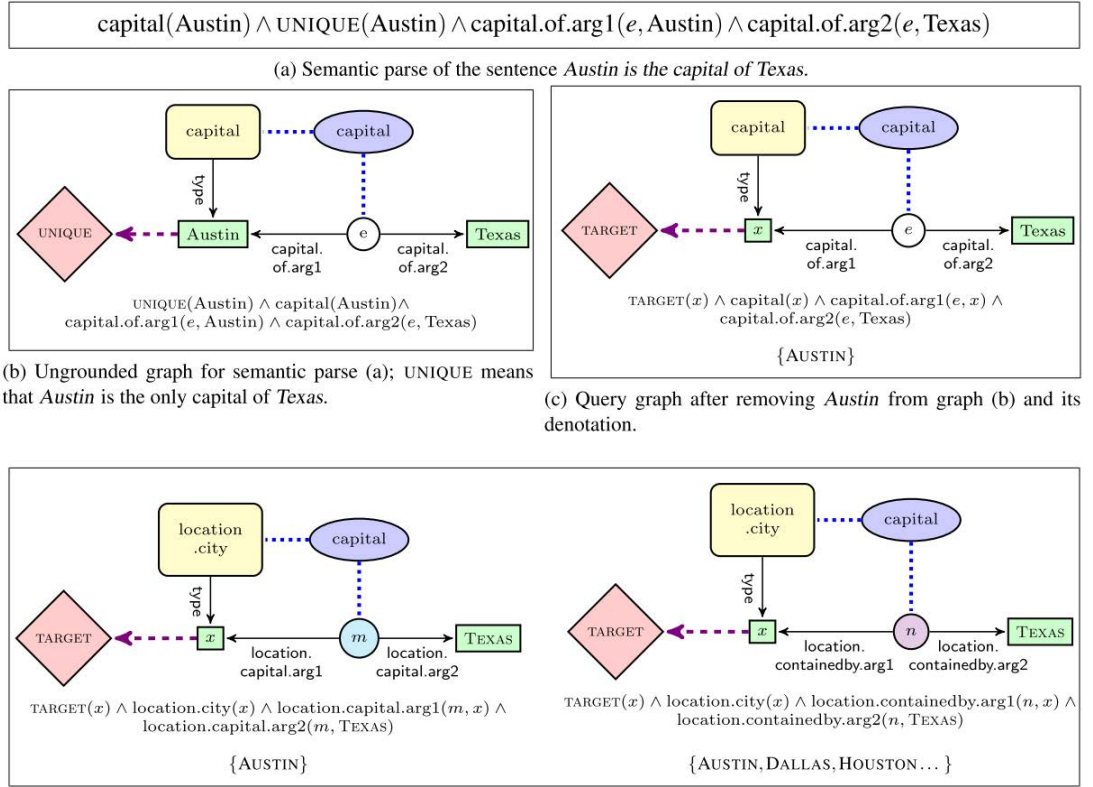 capital(Austin) ∧ UNIQUE(Austin) ∧ capital.of.arg1(e, Austin) ∧ capital.of.arg2(e, Texas)
(a) Semantic parse of the sentence Austin is the capital of Texas.
capital
capital
type
UNIQUE
Austin
e
Texas
capital.
of.arg1
capital.
of.arg2
UNIQUE(Austin) ∧ capital(Austin)∧
capital.of.arg1(e, Austin) ∧ capital.of.arg2(e, Texas)
(b) Ungrounded graph for semantic parse (a); UNIQUE means
that Austin is the only capital of Texas.
capital
capital
type
TARGET
x
e
Texas
capital.
of.arg1
capital.
of.arg2
TARGET(x) ∧ capital(x) ∧ capital.of.arg1(e, x) ∧
capital.of.arg2(e, Texas)
{AUSTIN}
(c) Query graph after removing Austin from graph (b) and its
denotation.
location
.city
capital
type
TARGET
x
m
TEXAS
location.
capital.arg1
location.
capital.arg2
TARGET(x) ∧ location.city(x) ∧ location.capital.arg1(m, x) ∧
location.capital.arg2(m, TEXAS)
{AUSTIN}
location
.city
capital
type
TARGET
x
n
TEXAS
location.
containedby.arg1
location.
containedby.arg2
TARGET(x) ∧ location.city(x) ∧ location.containedby.arg1(n, x) ∧
location.containedby.arg2(n, TEXAS)
{AUSTIN, DALLAS, HOUSTON... }